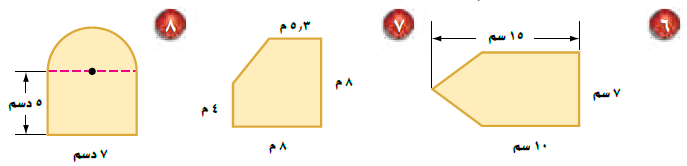 ٦
١٥ سم
٧ سم
١٠ سم
٧
٥,٣ م
٨ م
٤ م
٨ م
٨
٥ دسم
٧ دسم